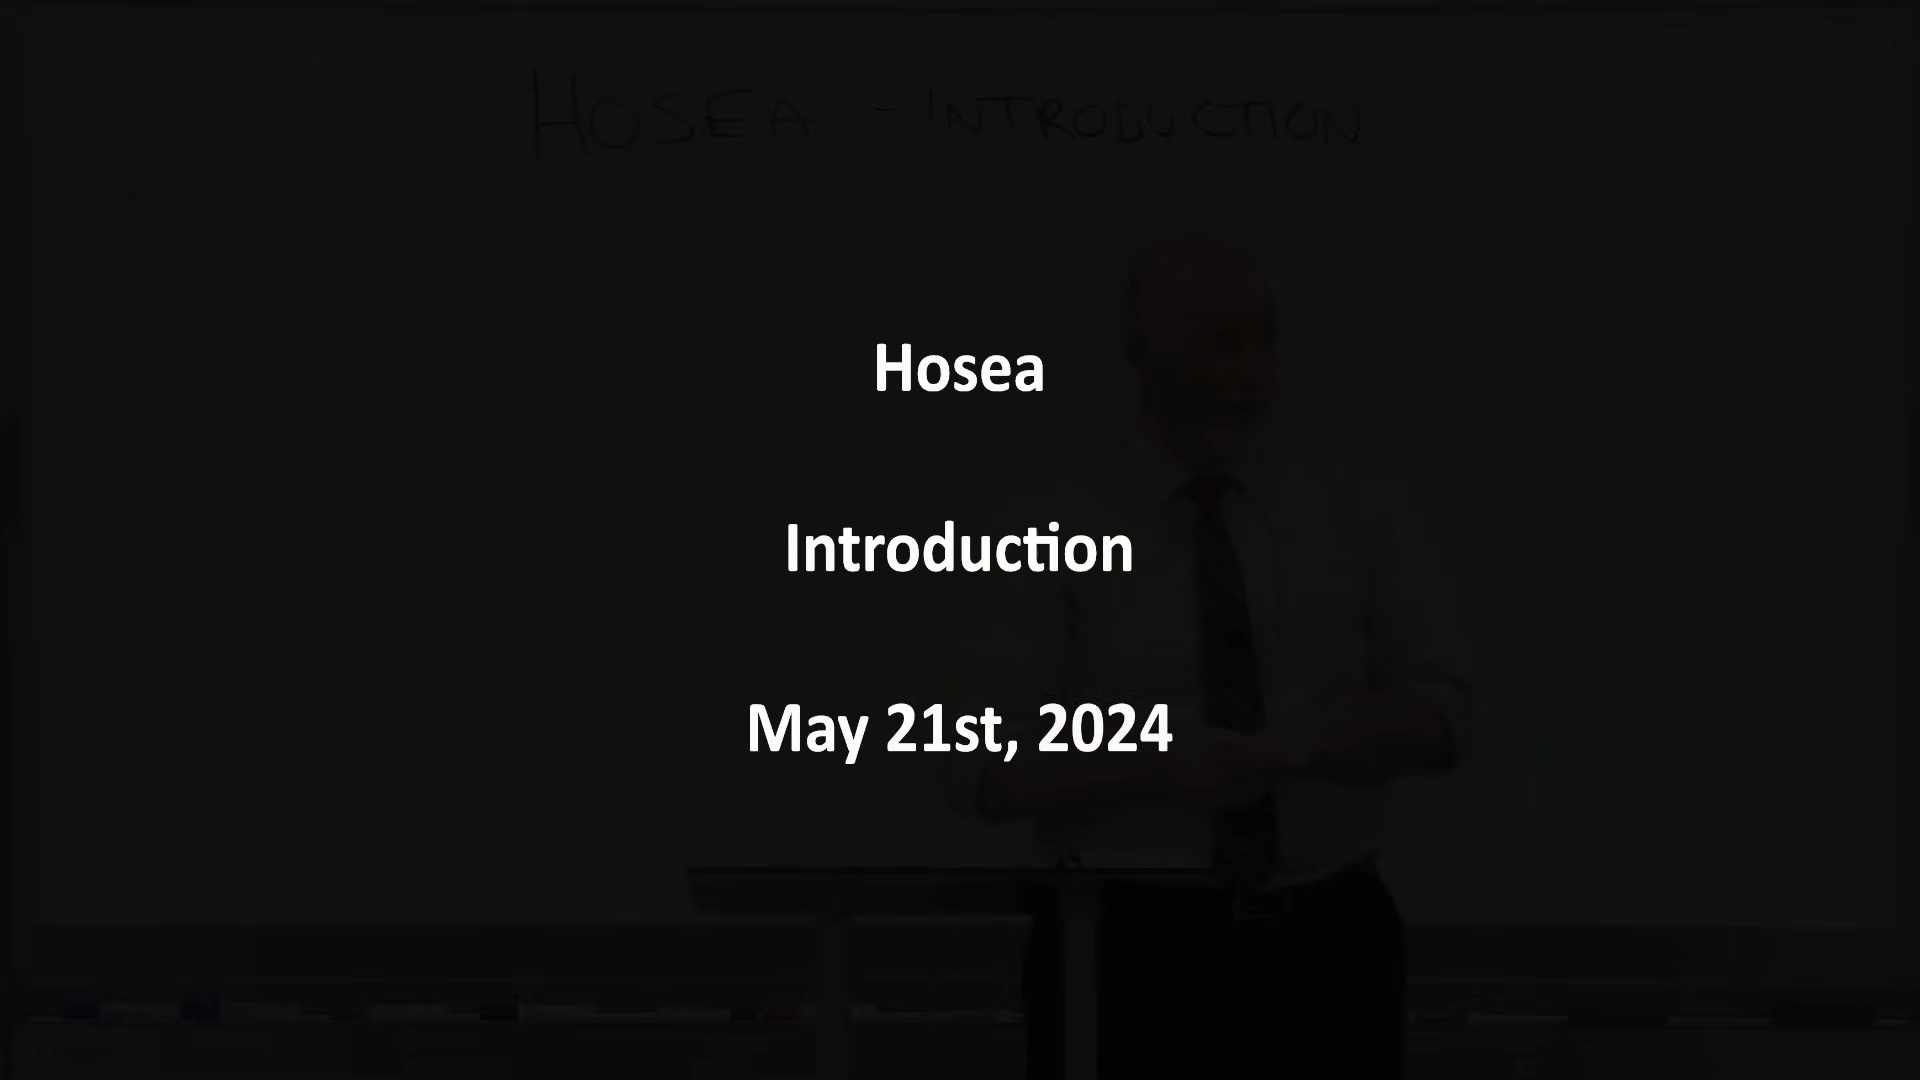 HOSEA - INTRODUCTION
Hosea
Introduction
May 21st, 2024